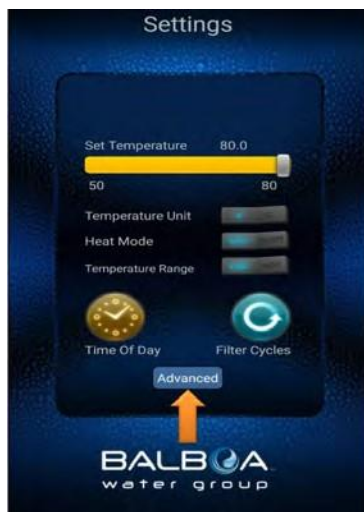 Settings
Set Temperature 80.0
50 80
Temperature Unit
Heat Mode
Temperature Range
Time Of Day Filter Cycles
Advanced
BALBOA
water group